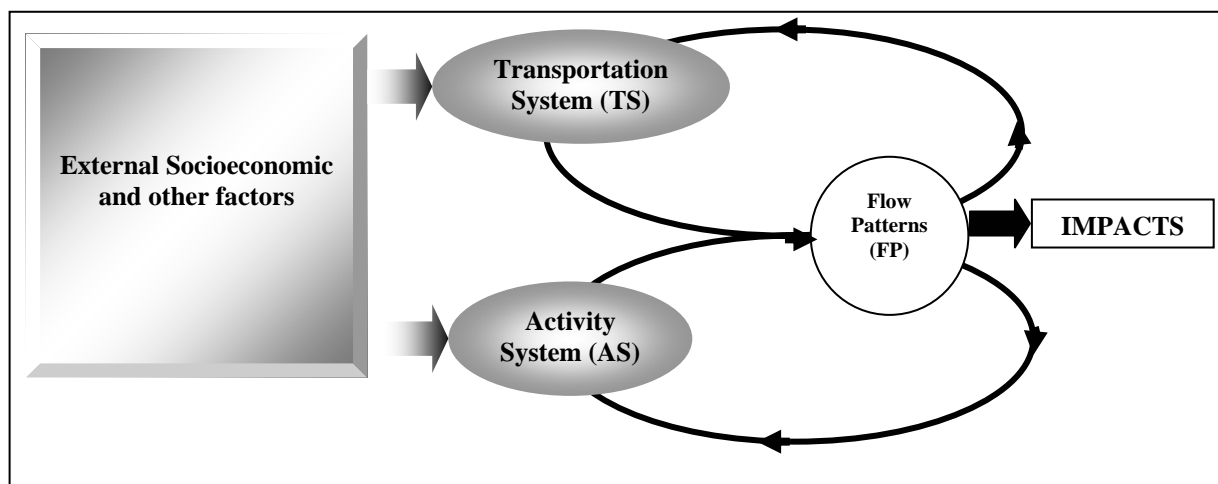 External Socioeconomic
and other factors
Transportation
System (TS)
Activity
System (AS)
Flow
Patterns
(FP)
IMPACTS